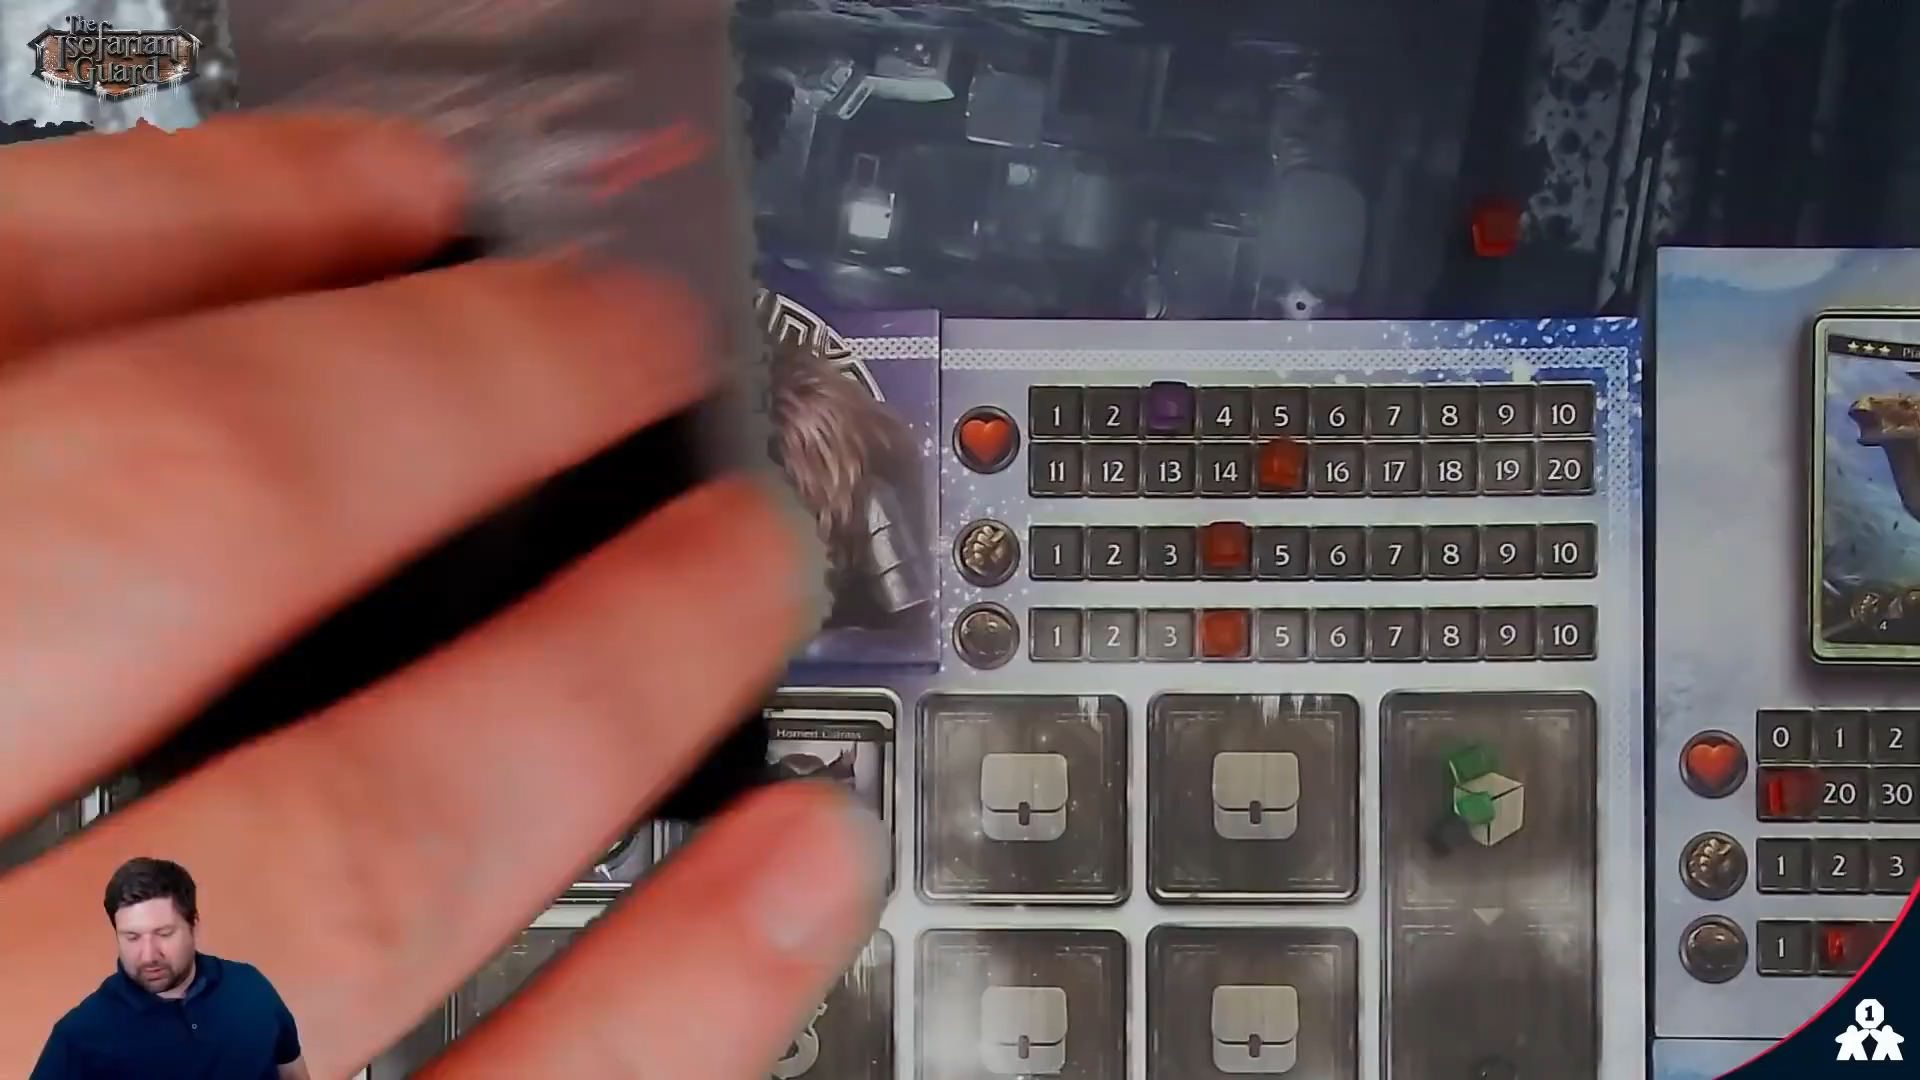 The
Isofarian
Guard
1 2 4 5 6 7 8 9 10
11 12 13 14 16 17 18 19 20
1 2 3 5 6 7 8 9 10
1 2 3 5 6 7 8 9 10
Horned Cuirass
4
0 1 2
20 30
1 2 3
1
1